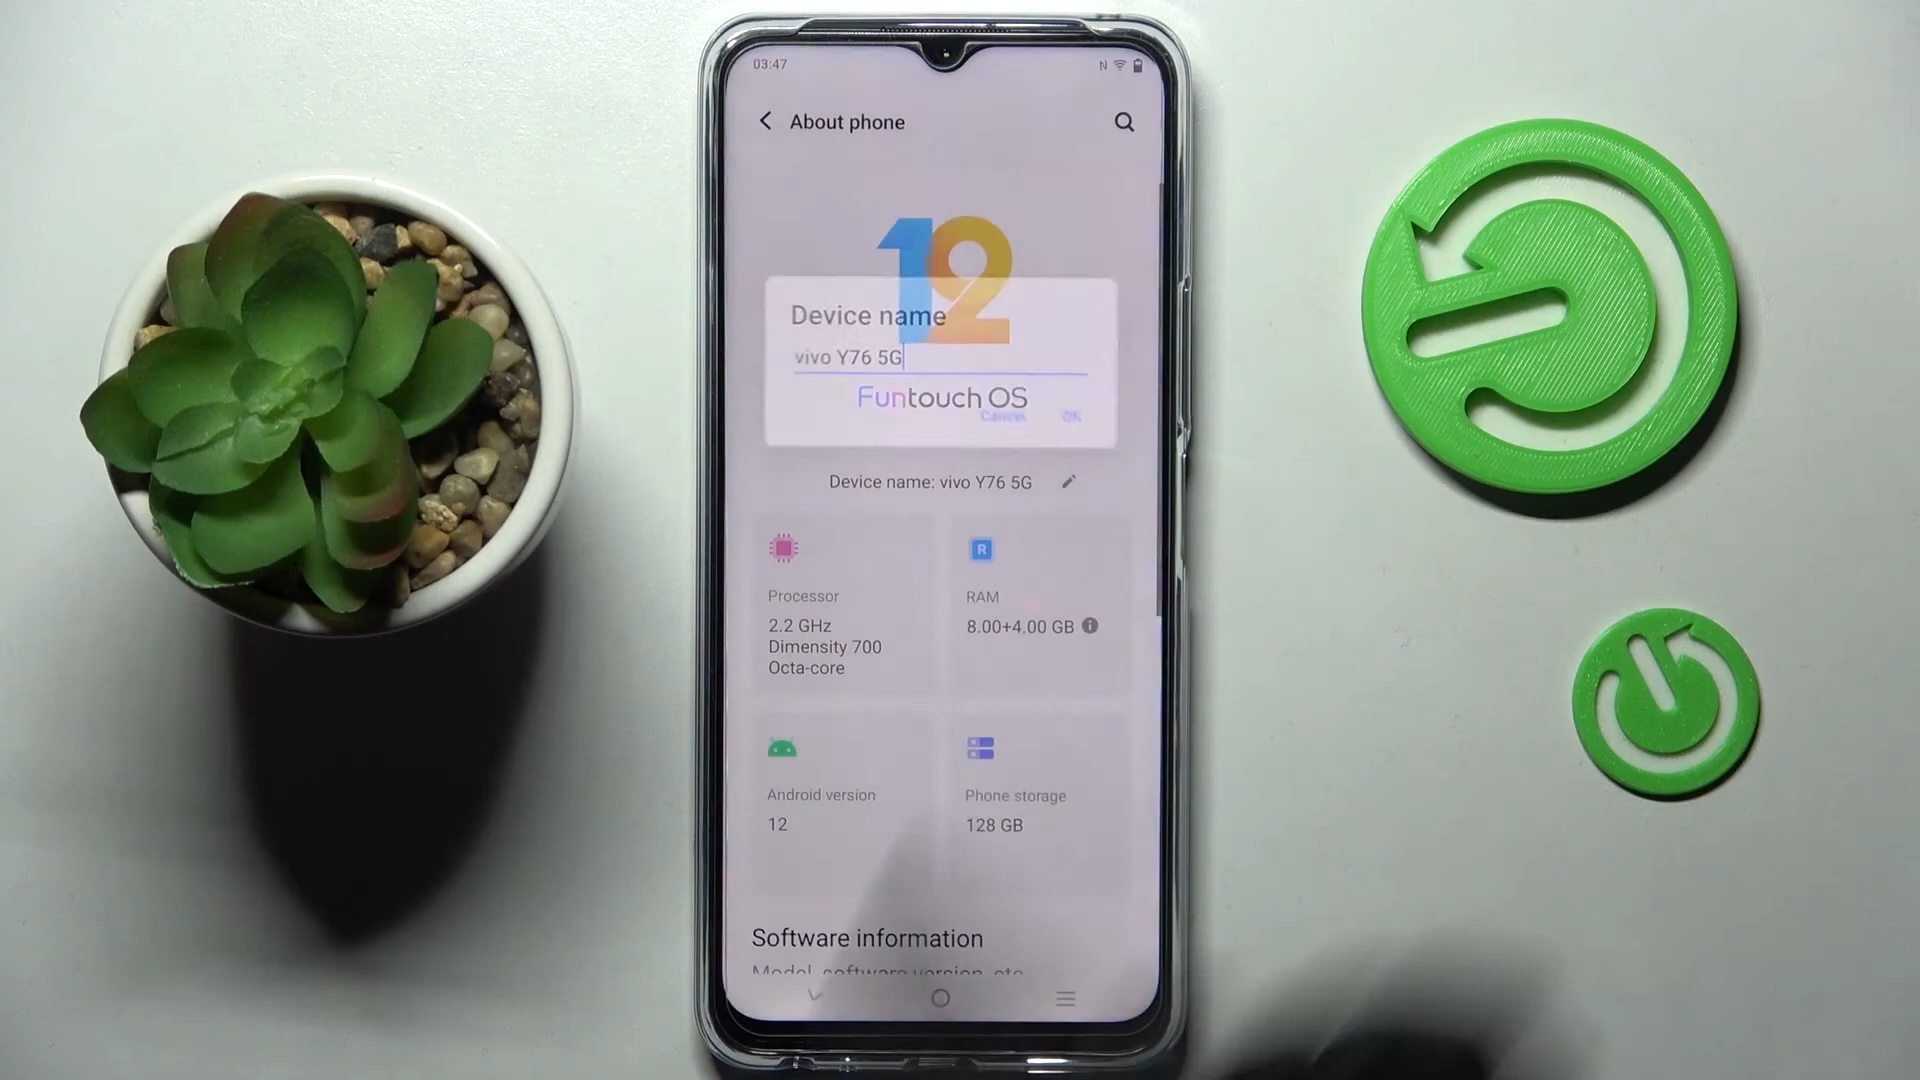 03:47
N
About phone
12
Device name
vivo Y76 5G
Funtouch OS
Cancel OK
Device name: vivo Y76 5G
Processor
2.2 GHz
Dimensity 700
Octa-core
R
RAM
8.00+4.00 GB
Android version
12
Phone storage
128 GB
Software information
Model, software version, etc